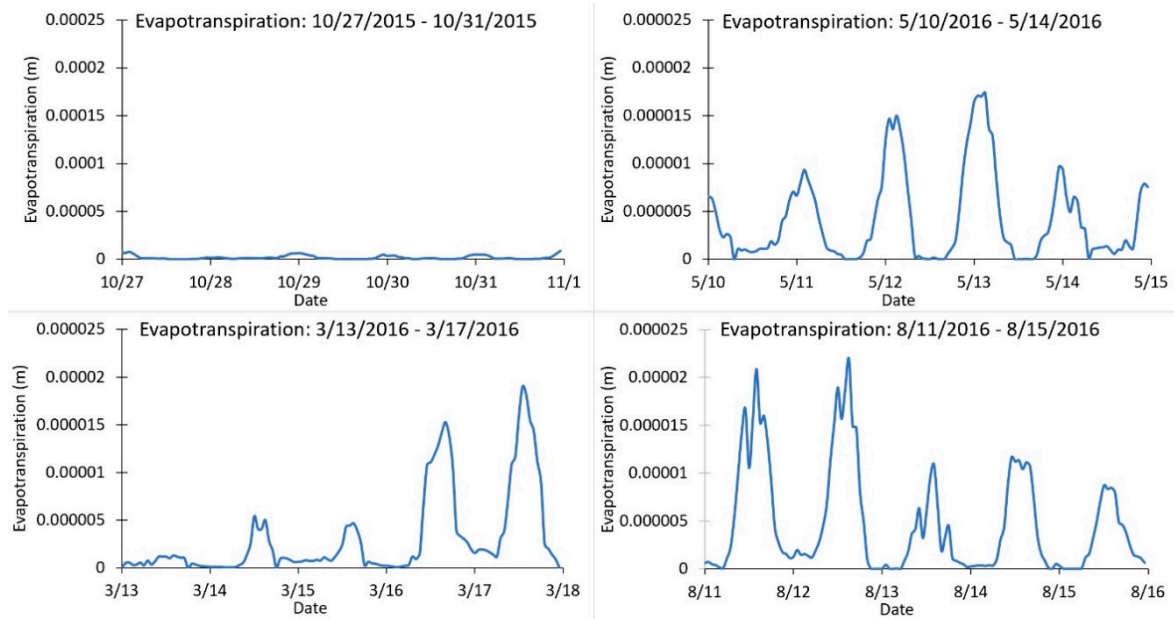 Evapotranspiration: 10/27/2015 - 10/31/2015
Evapotranspiration (m)
0.00025
0.0002
0.00015
0.0001
0.00005
0
10/27 10/28 10/29 10/30 10/31 11/1
Date
Evapotranspiration: 5/10/2016 - 5/14/2016
Evapotranspiration (m)
0.00025
0.0002
0.00015
0.0001
0.00005
0
5/10 5/11 5/12 5/13 5/14 5/15
Date
Evapotranspiration: 3/13/2016 - 3/17/2016
Evapotranspiration (m)
0.000025
0.00002
0.000015
0.00001
0.000005
0
3/13 3/14 3/15 3/16 3/17 3/18
Date
Evapotranspiration: 8/11/2016 - 8/15/2016
Evapotranspiration (m)
0.000025
0.00002
0.000015
0.00001
0.000005
0
8/11 8/12 8/13 8/14 8/15 8/16
Date